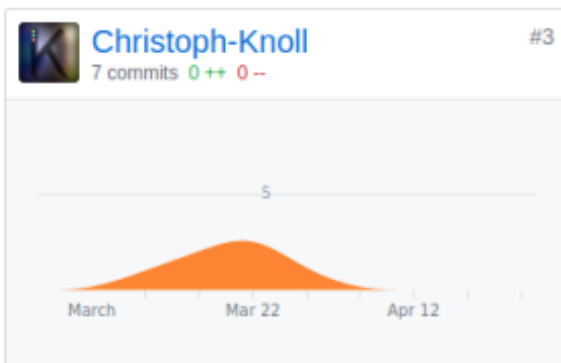 Christoph-Knoll
#3
7 commits 0 ++ 0 --
5
March Mar 22 Apr 12